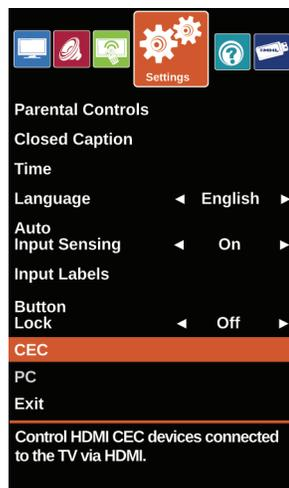 Settings
Parental Controls
Closed Caption
Time
Language ◄ English ►
Auto
Input Sensing ◄ On ►
Input Labels
Button
Lock ◄ Off ►
CEC
PC
Exit
Control HDMI CEC devices connected
to the TV via HDMI.